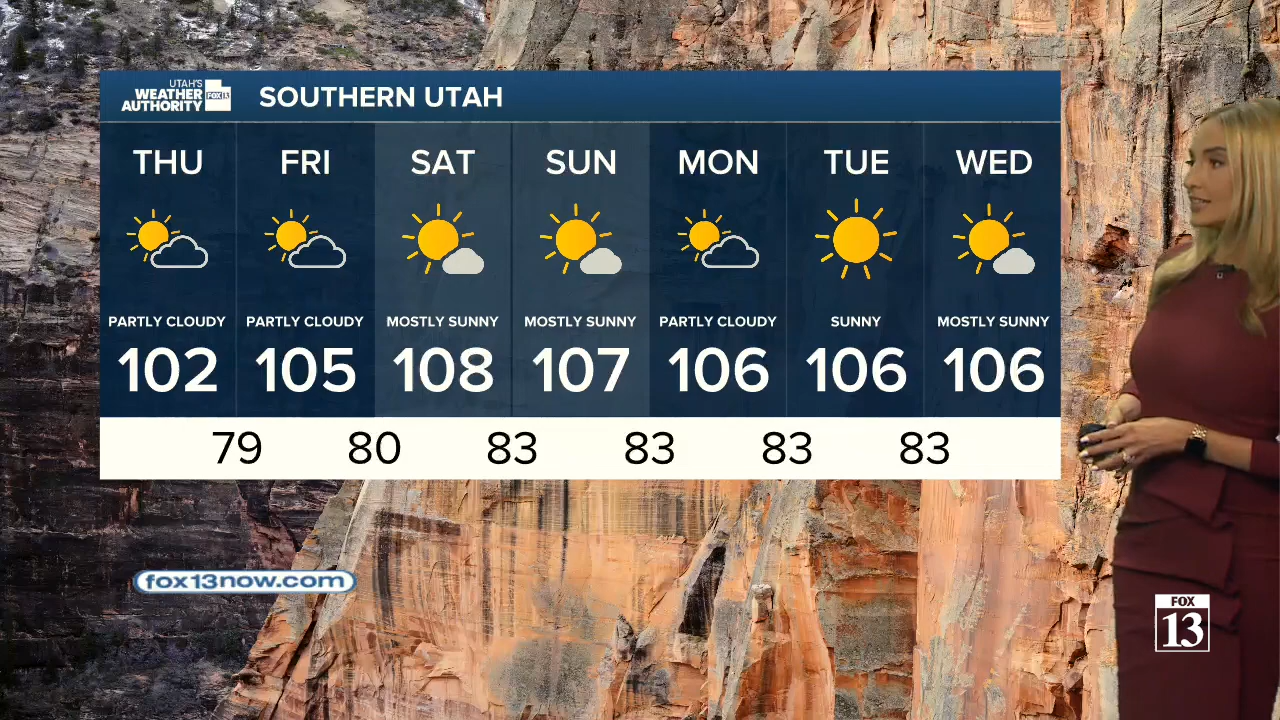 UTAH'S
WEATHER
AUTHORITY
FOX 13
SOUTHERN UTAH
THU FRI SAT SUN MON TUE WED
PARTLY CLOUDY PARTLY CLOUDY MOSTLY SUNNY MOSTLY SUNNY PARTLY CLOUDY SUNNY MOSTLY SUNNY
102 105 108 107 106 106 106
79 80 83 83 83 83
fox13now.com
FOX
13